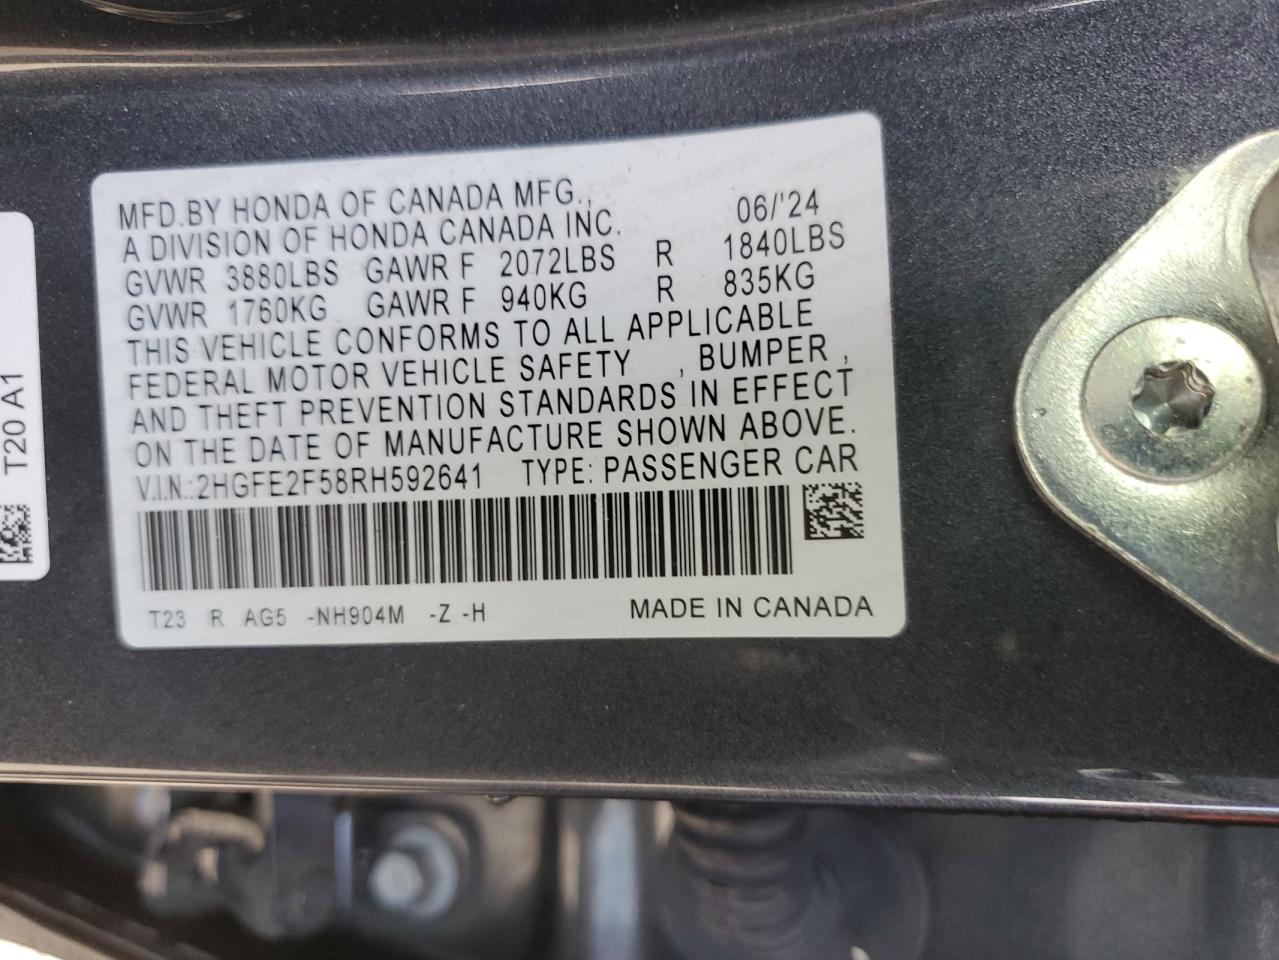 MFD.BY HONDA OF CANADA MFG.,
A DIVISION OF HONDA CANADA INC. 06/'24
GVWR 3880LBS GAWR F 2072LBS R 1840LBS
GVWR 1760KG GAWR F 940KG R 835KG
THIS VEHICLE CONFORMS TO ALL APPLICABLE
FEDERAL MOTOR VEHICLE SAFETY , BUMPER ,
AND THEFT PREVENTION STANDARDS IN EFFECT
ON THE DATE OF MANUFACTURE SHOWN ABOVE.
V.I.N.:2HGFE2F58RH592641 TYPE: PASSENGER CAR
T23 R AG5 -NH904M -Z -H MADE IN CANADA
T20 A1